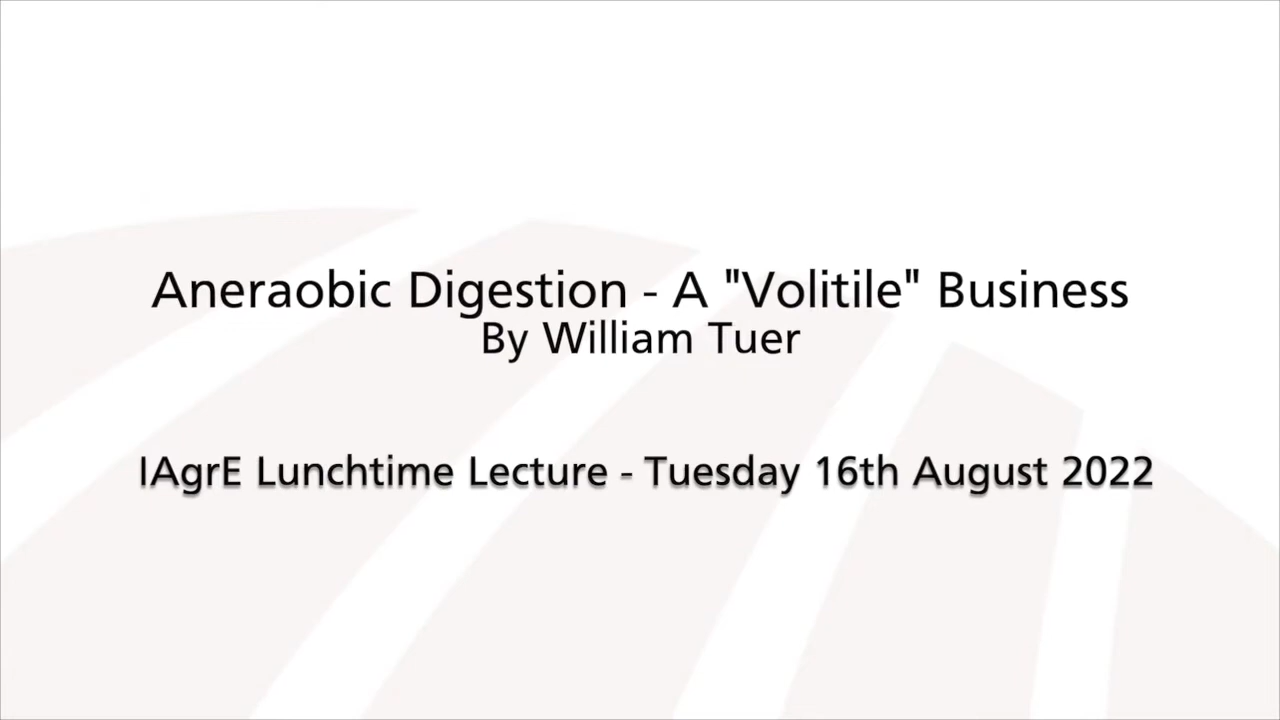 Aneraobic Digestion - A "Volitile" Business
By William Tuer
IAgrE Lunchtime Lecture - Tuesday 16th August 2022